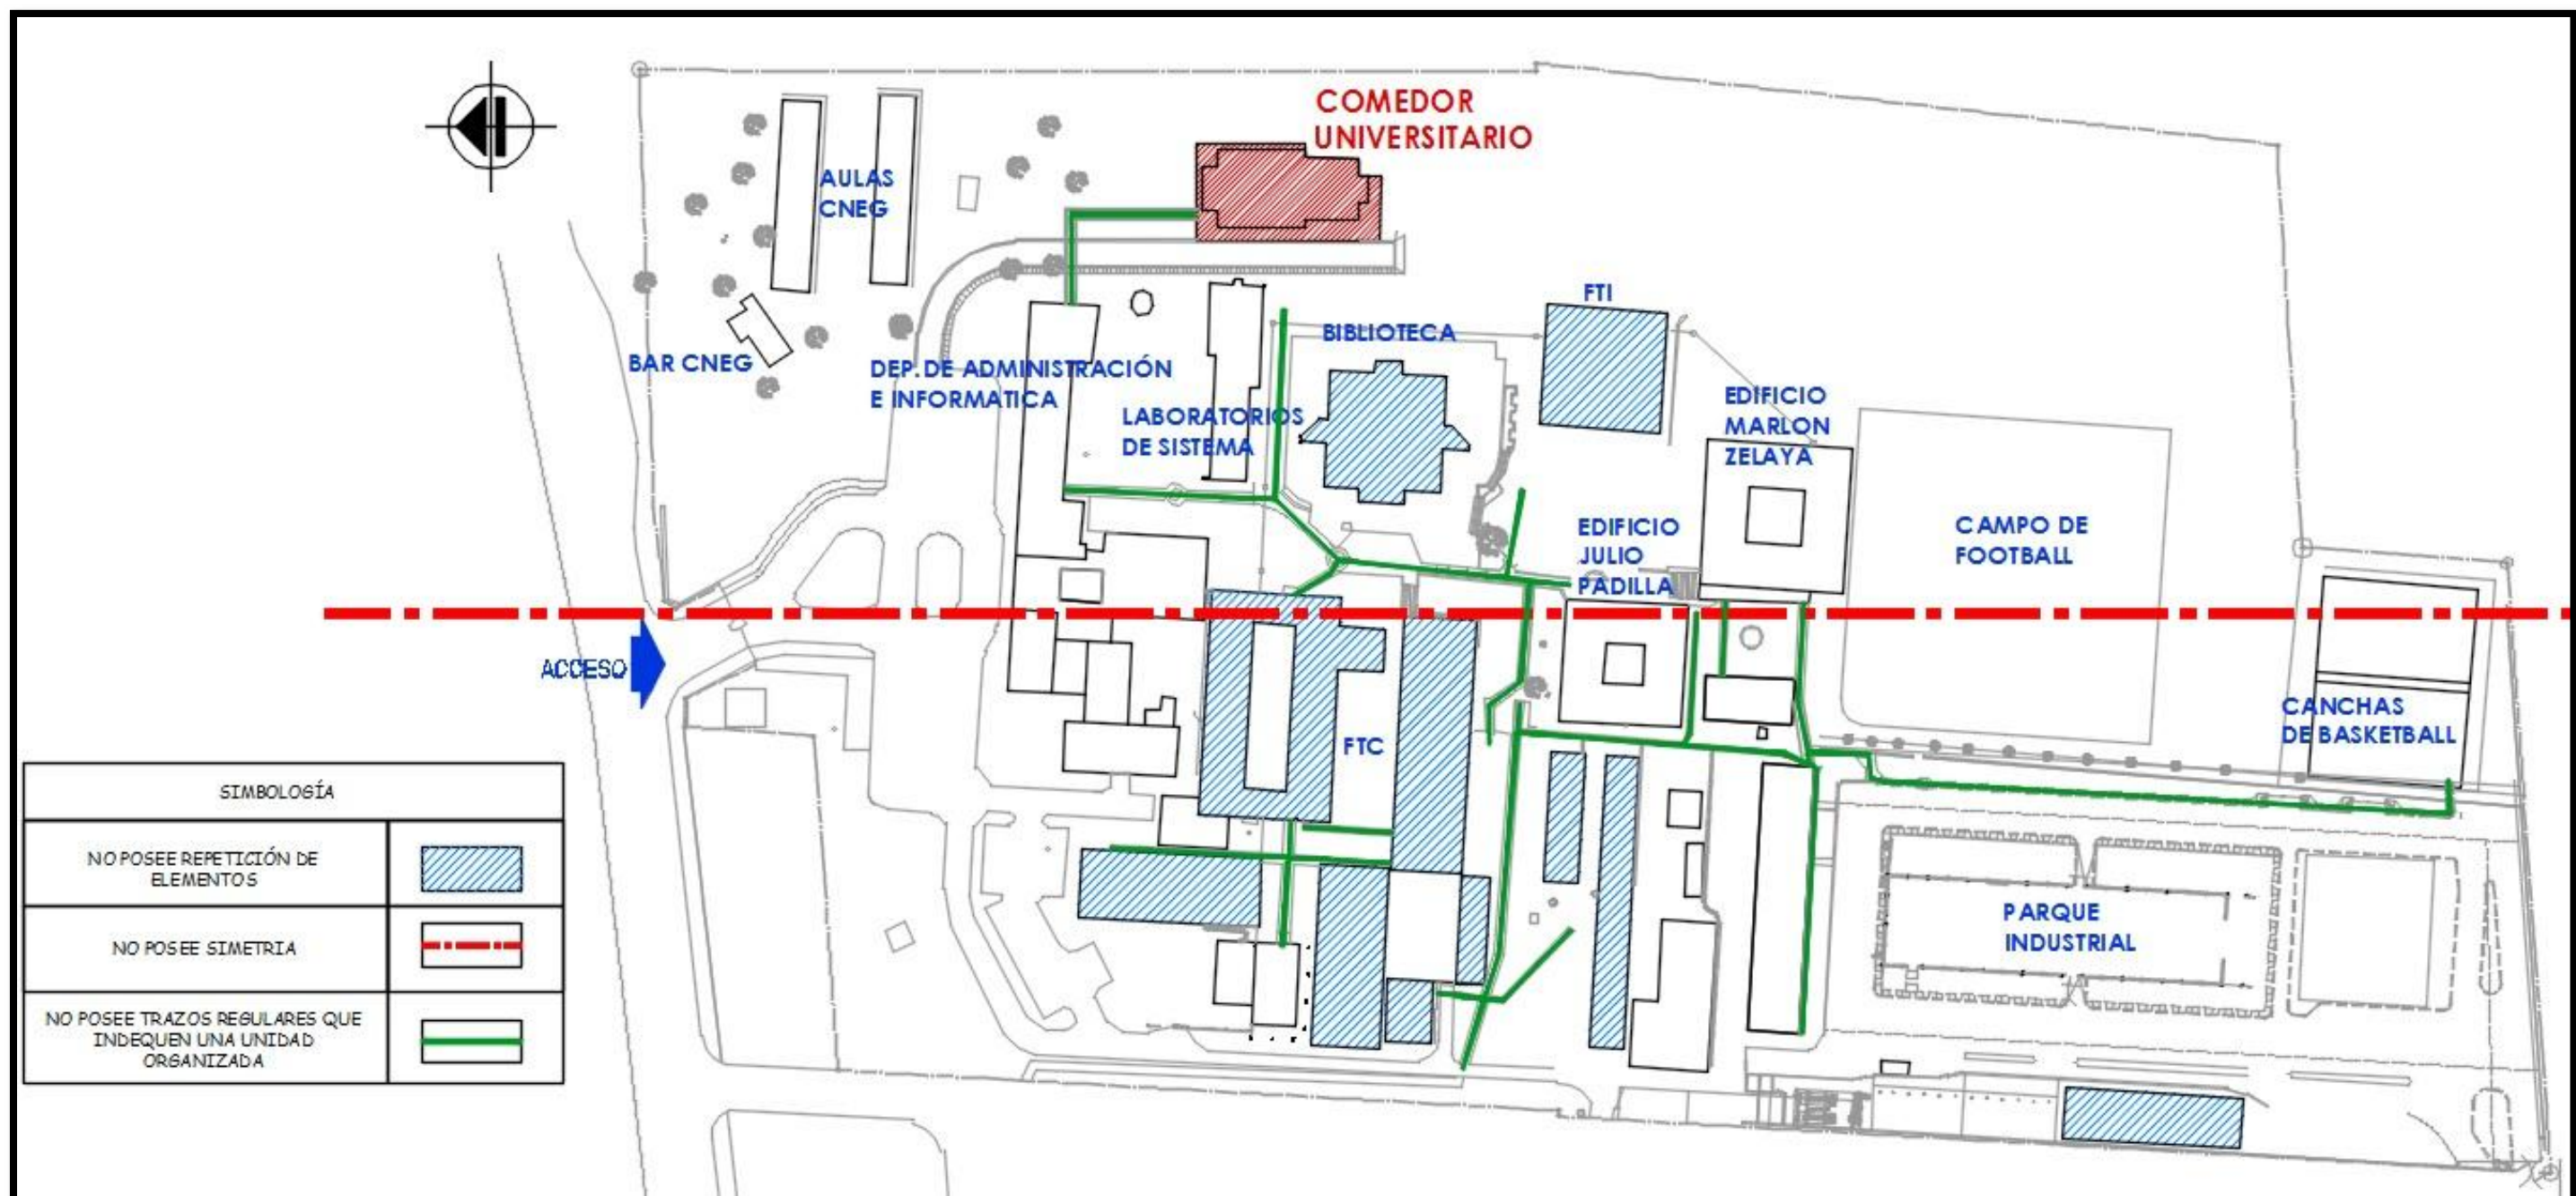 COMEDOR
UNIVERSITARIO
AULAS
CNEG
FTI
BIBLIOTECA
BAR CNEG
DEP. DE ADMINISTRACIÓN
E INFORMATICA
LABORATORIOS
DE SISTEMA
EDIFICIO
MARLON
ZELAYA
EDIFICIO
JULIO
PADILLA
CAMPO DE
FOOTBALL
ACCESO
CANCHAS
DE BASKETBALL
FTC
PARQUE
INDUSTRIAL
SIMBOLOGÍA
NO POSEE REPETICIÓN DE
ELEMENTOS
NO POSEE SIMETRIA
NO POSEE TRAZOS REGULARES QUE
INDEQUEN UNA UNIDAD
ORGANIZADA